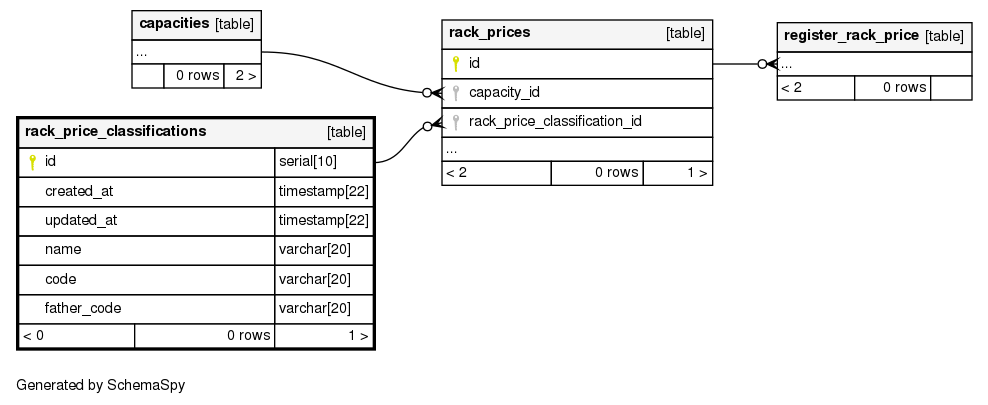 capacities [table]
...
0 rows 2 >
rack_price_classifications [table]
id serial[10]
created_at timestamp[22]
updated_at timestamp[22]
name varchar[20]
code varchar[20]
father_code varchar[20]
< 0 0 rows 1 >
rack_prices [table]
id
capacity_id
rack_price_classification_id
...
< 2 0 rows 1 >
register_rack_price [table]
...
< 2 0 rows
Generated by SchemaSpy